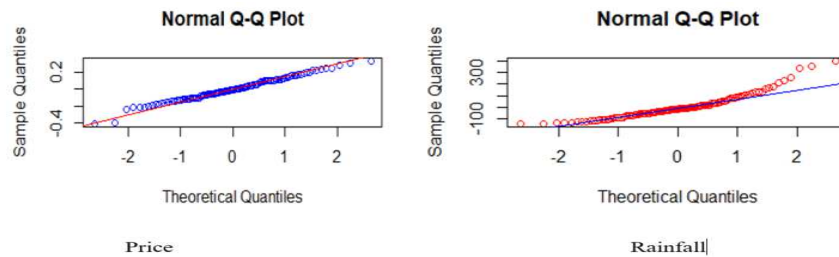 Normal Q-Q Plot
Sample Quantiles
0.2
-0.4
-2 -1 0 1 2
Theoretical Quantiles
Price
Normal Q-Q Plot
Sample Quantiles
300
-100
-2 -1 0 1 2
Theoretical Quantiles
Rainfall